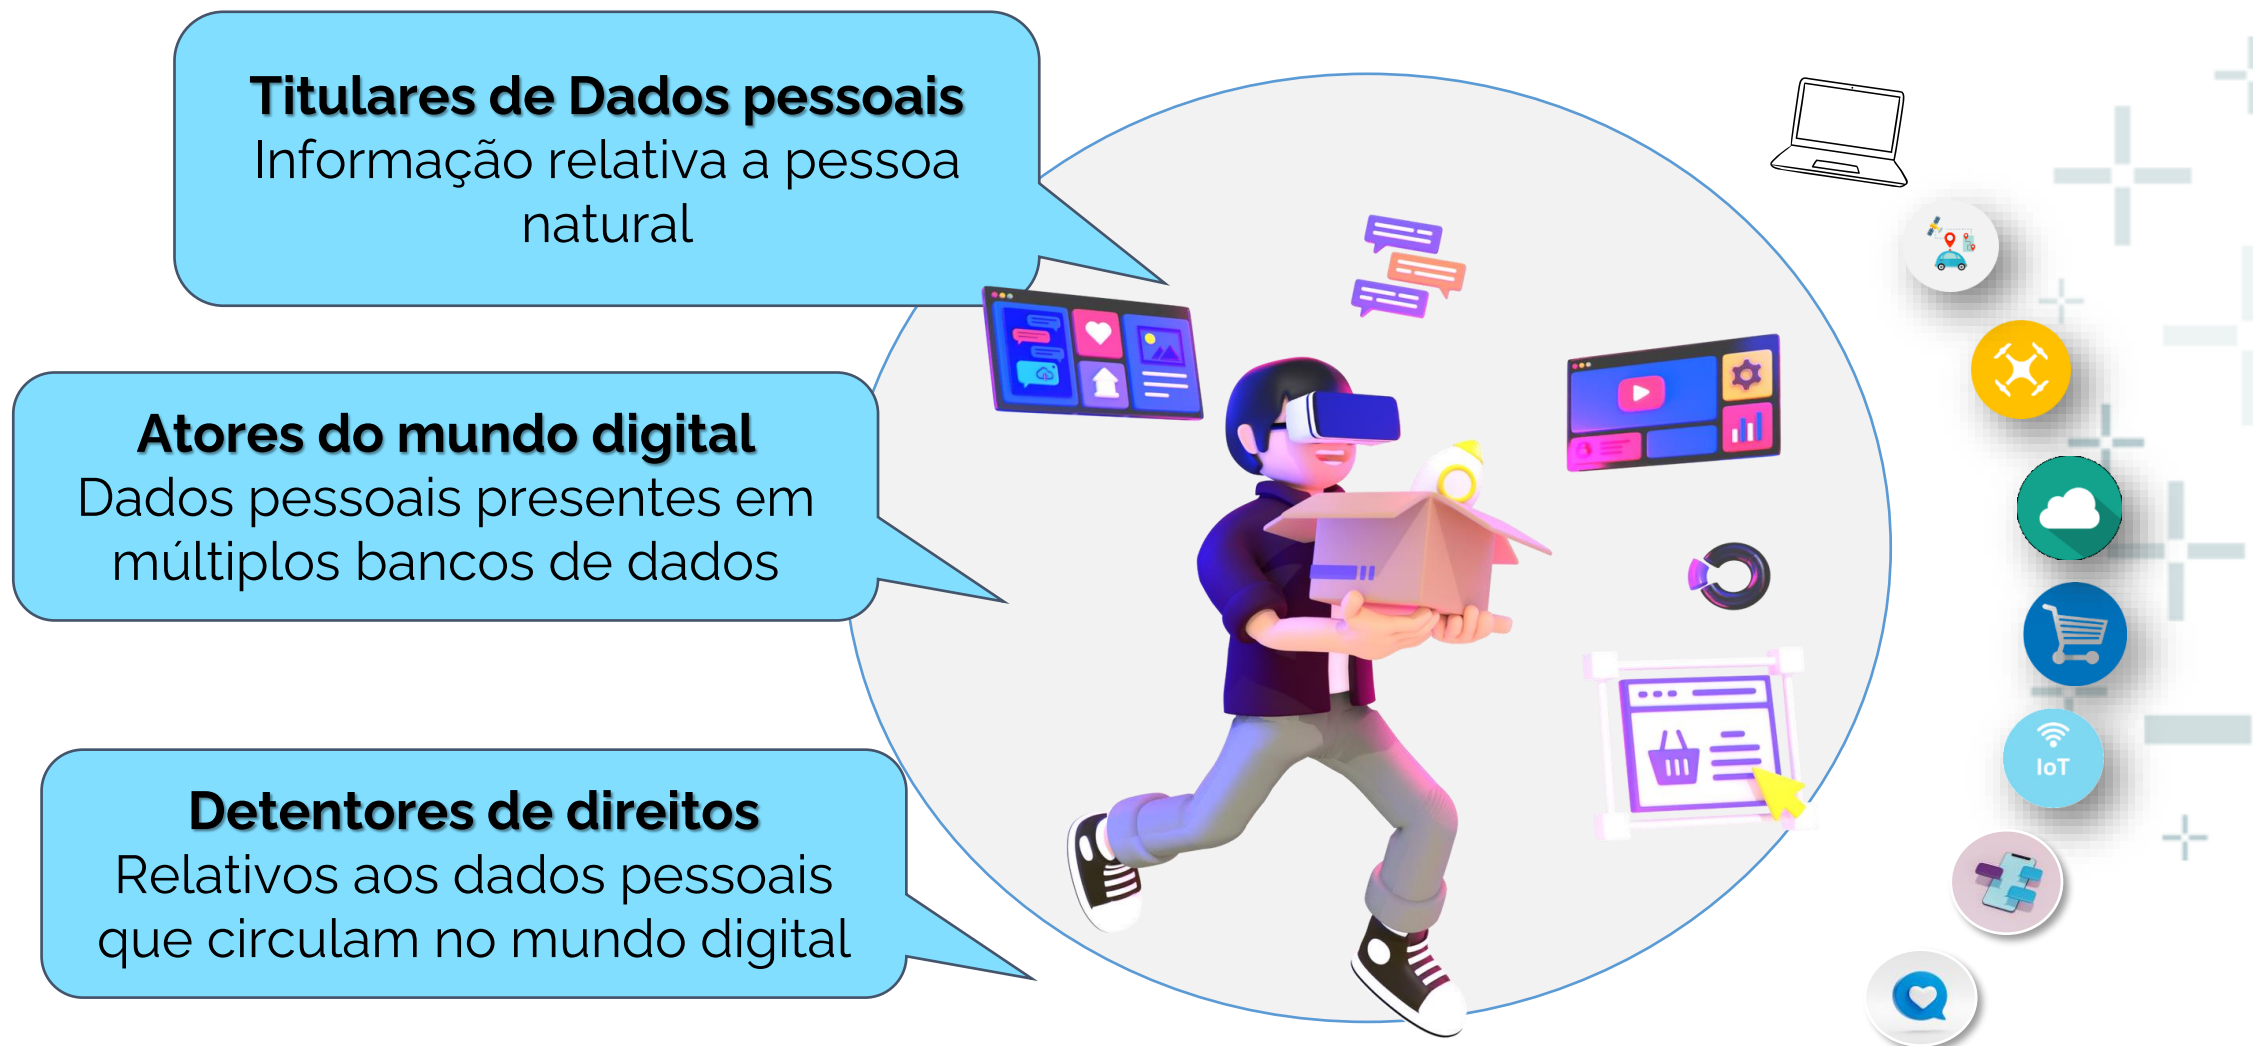 Titulares de Dados pessoais
Informação relativa a pessoa
natural
Atores do mundo digital
Dados pessoais presentes em
múltiplos bancos de dados
Detentores de direitos
Relativos aos dados pessoais
que circulam no mundo digital
IoT